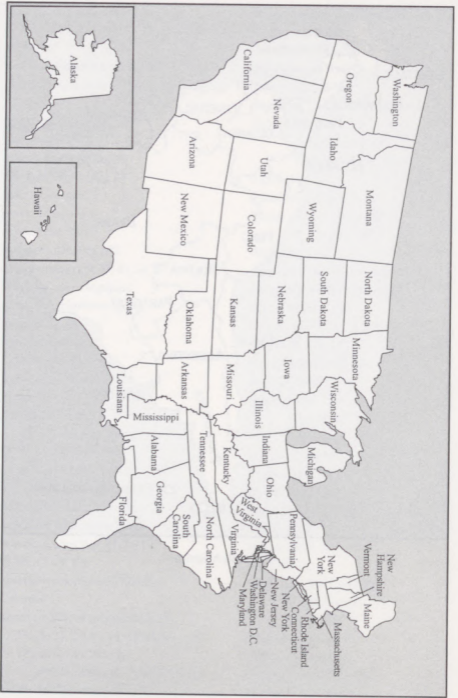 Washington
Oregon
California
Nevada
Idaho
Montana
Wyoming
Utah
Arizona
Colorado
New Mexico
North Dakota
South Dakota
Nebraska
Kansas
Oklahoma
Texas
Minnesota
Iowa
Missouri
Arkansas
Louisiana
Wisconsin
Illinois
Michigan
Indiana
Ohio
Kentucky
Tennessee
Mississippi
Alabama
Georgia
Florida
South
Carolina
North Carolina
Virginia
West
Virginia
Pennsylvania
New
York
Vermont
New
Hampshire
Maine
Massachusetts
Rhode Island
Connecticut
New York
New Jersey
Delaware
Washington D.C.
Maryland
Alaska
Hawaii